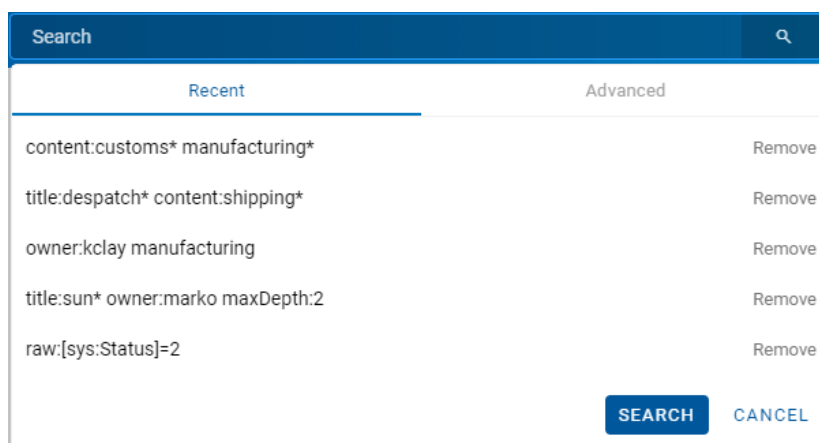 Search
Recent Advanced
content:customs* manufacturing* Remove
title:despatch* content:shipping* Remove
owner:kclay manufacturing Remove
title:sun* owner:marko maxDepth:2 Remove
raw:[sys:Status]=2 Remove
SEARCH CANCEL